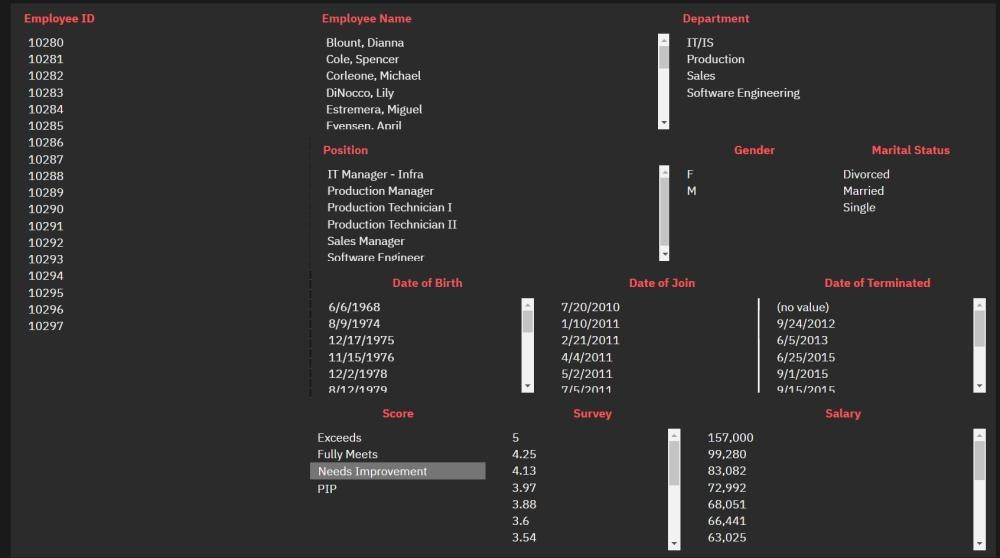 Employee ID
10280
10281
10282
10283
10284
10285
10286
10287
10288
10289
10290
10291
10292
10293
10294
10295
10296
10297
Employee Name
Blount, Dianna
Cole, Spencer
Corleone, Michael
DiNocco, Lily
Estremera, Miguel
Evensen, April
Department
IT/IS
Production
Sales
Software Engineering
Position
IT Manager - Infra
Production Manager
Production Technician I
Production Technician II
Sales Manager
Software Engineer
Gender
F
M
Marital Status
Divorced
Married
Single
Date of Birth
6/6/1968
8/9/1974
12/17/1975
11/15/1976
12/2/1978
8/12/1979
Date of Join
7/20/2010
1/10/2011
2/21/2011
4/4/2011
5/2/2011
7/5/2011
Date of Terminated
(no value)
9/24/2012
6/5/2013
6/25/2015
9/1/2015
9/15/2015
Score
Exceeds
Fully Meets
Needs Improvement
PIP
Survey
5
4.25
4.13
3.97
3.88
3.6
3.54
Salary
157,000
99,280
83,082
72,992
68,051
66,441
63,025